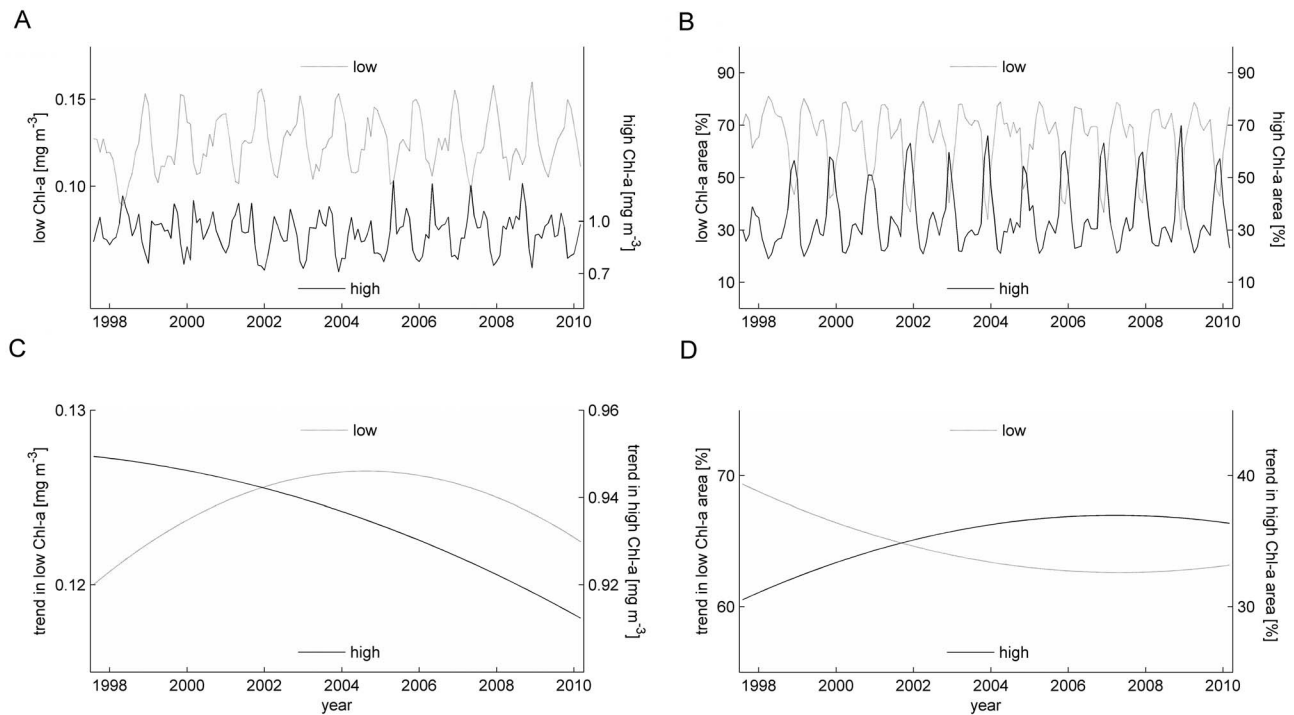 A
low
0.15
0.10
low Chl-a [mg m⁻³]
1.0
0.7
high Chl-a [mg m⁻³]
high
1998 2000 2002 2004 2006 2008 2010
B
low
90
70
50
30
10
low Chl-a area [%]
90
70
50
30
10
high Chl-a area [%]
high
1998 2000 2002 2004 2006 2008 2010
C
low
0.13
0.12
trend in low Chl-a [mg m⁻³]
0.96
0.94
0.92
trend in high Chl-a [mg m⁻³]
high
1998 2000 2002 2004 2006 2008 2010
year
D
low
70
60
trend in low Chl-a area [%]
40
30
trend in high Chl-a area [%]
high
1998 2000 2002 2004 2006 2008 2010
year